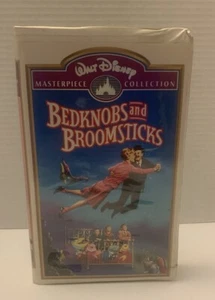 WALT DISNEY
MASTERPIECE COLLECTION
BEDKNOBS and
BROOMSTICKS